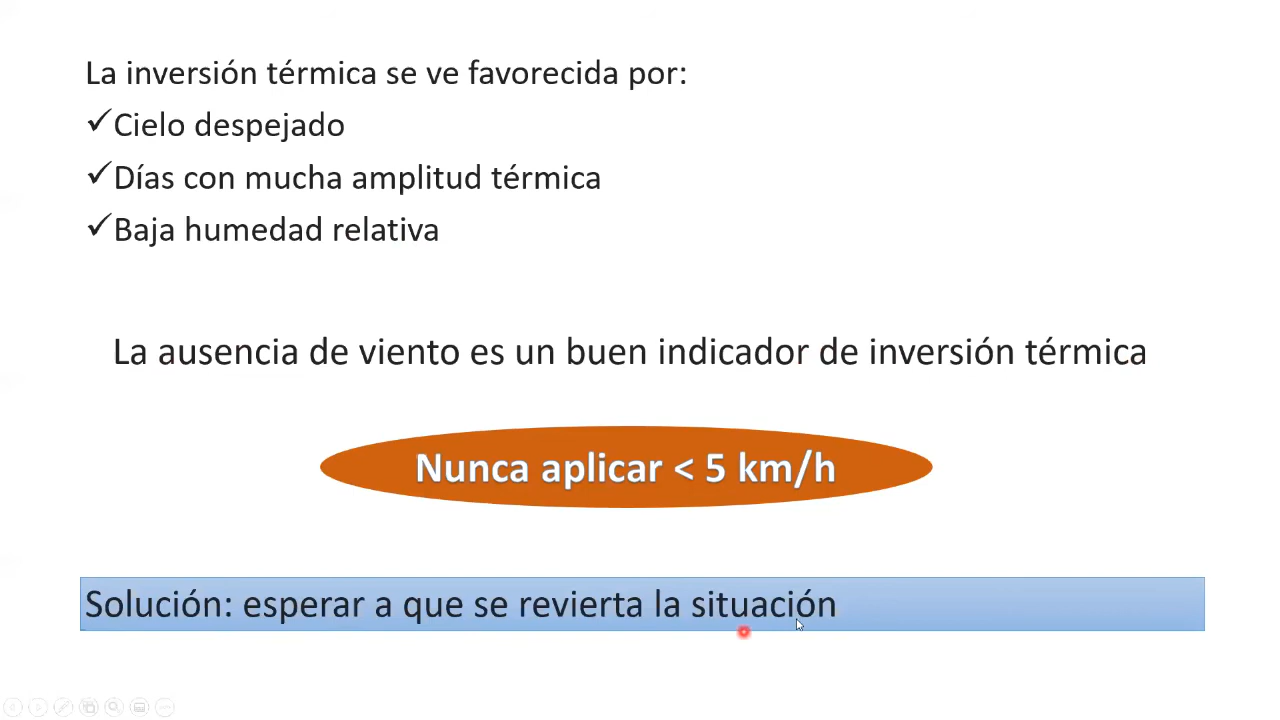 La inversión térmica se ve favorecida por:
✓Cielo despejado
✓Días con mucha amplitud térmica
✓Baja humedad relativa
La ausencia de viento es un buen indicador de inversión térmica
Nunca aplicar < 5 km/h
Solución: esperar a que se revierta la situación